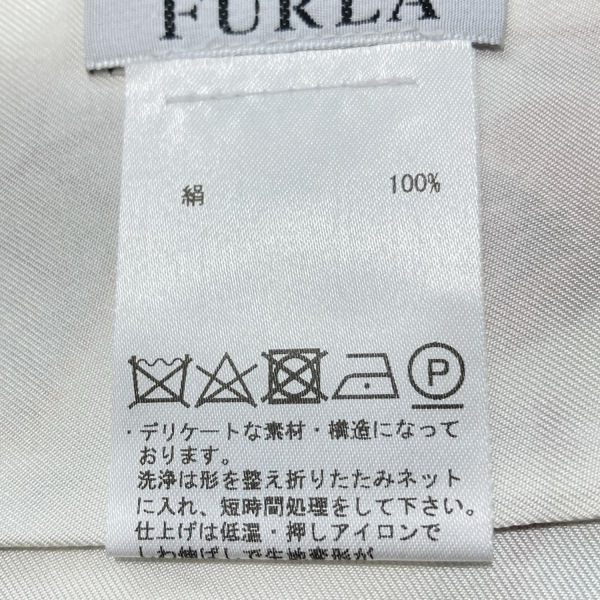 FURLA
絹 100%
P
・デリケートな素材・構造になって
おります。
洗浄は形を整え折りたたみネット
に入れ、短時間処理をして下さい。
仕上げは低温・押しアイロンで